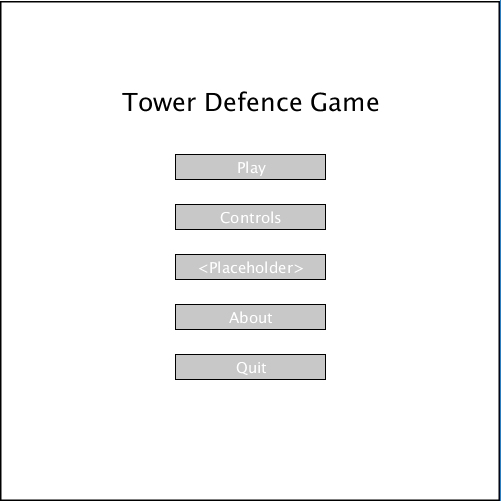 Tower Defence Game
Play
Controls
<Placeholder>
About
Quit